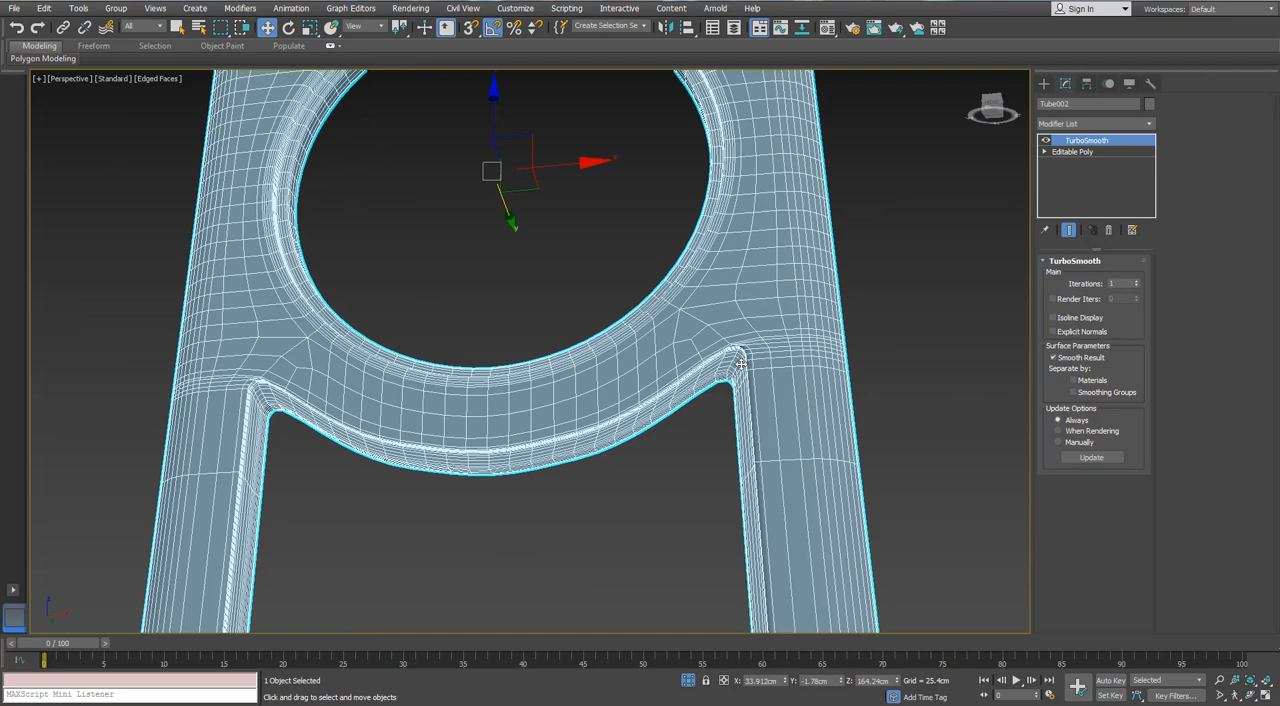 File Edit Tools Group Views Create Modifiers Animation Graph Editors Rendering Civil View Customize Scripting Interactive Content Arnold Help Sign In Workspaces: Default
All View Create Selection Se
Modeling Freeform Selection Object Paint Populate
Polygon Modeling
[+] [Perspective] [Standard] [Edged Faces]
Tube002
Modifier List
TurboSmooth
Editable Poly
TurboSmooth
Main
Iterations: 1
Render Iters: 0
Isoline Display
Explicit Normals
Surface Parameters
Smooth Result
Separate by:
Materials
Smoothing Groups
Update Options
Always
When Rendering
Manually
Update
< 0 / 100 >
0 5 10 15 20 25 30 35 40 45 50 55 60 65 70 75 80 85 90 95 100
1 Object Selected X: 33.912cm Y: -1.78cm Z: 164.24cm Grid = 25.4cm Auto Key Selected
MAXScript Mini Listener Click and drag to select and move objects Add Time Tag 0 Set Key Key Filters...